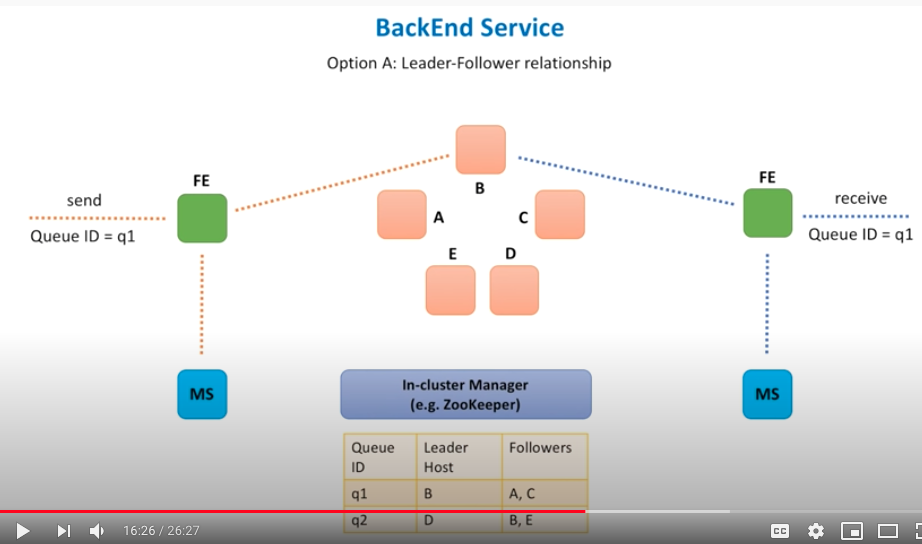 BackEnd Service
Option A: Leader-Follower relationship
B
FE
FE
send
receive
Queue ID = q1
Queue ID = q1
A
C
E
D
MS
In-cluster Manager
(e.g. ZooKeeper)
MS
Queue ID
Leader Host
Followers
q1
B
A, C
q2
D
B, E
16:26 / 26:27
CC